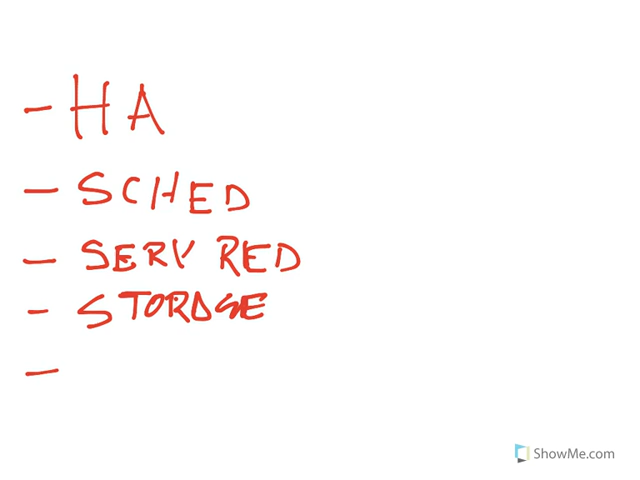 - HA
- SCHED
- SERV RED
- STORAGE
-
ShowMe.com